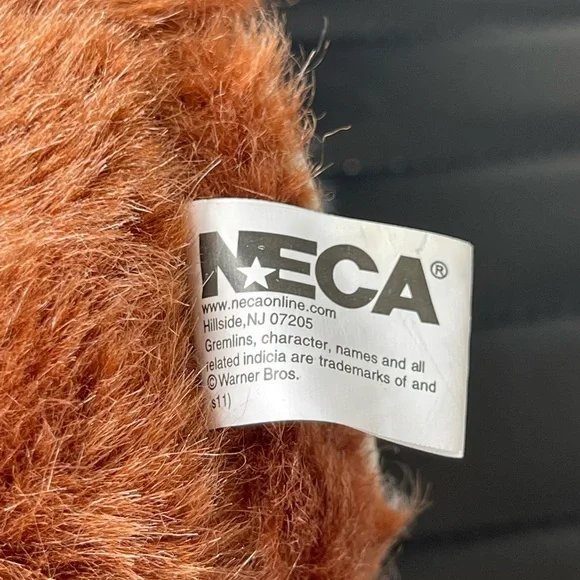 NECA®
www.necaonline.com
Hillside,NJ 07205
Gremlins, character, names and all
related indicia are trademarks of and
© Warner Bros.
s11)